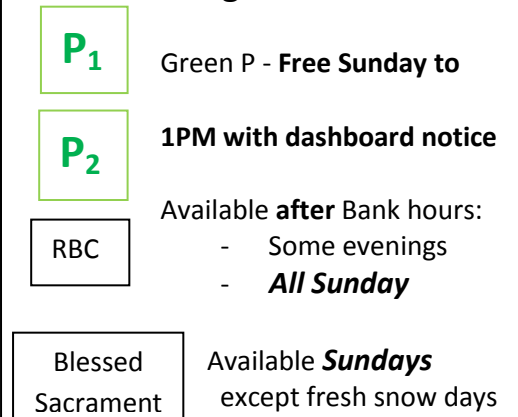 P₁
Green P - Free Sunday to
P₂
1PM with dashboard notice
Available after Bank hours:
RBC
- Some evenings
- All Sunday
Blessed
Sacrament
Available Sundays
except fresh snow days